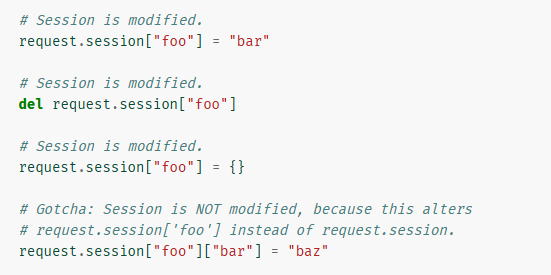 # Session is modified.
request.session["foo"] = "bar"
# Session is modified.
del request.session["foo"]
# Session is modified.
request.session["foo"] = {}
# Gotcha: Session is NOT modified, because this alters
# request.session['foo'] instead of request.session.
request.session["foo"]["bar"] = "baz"